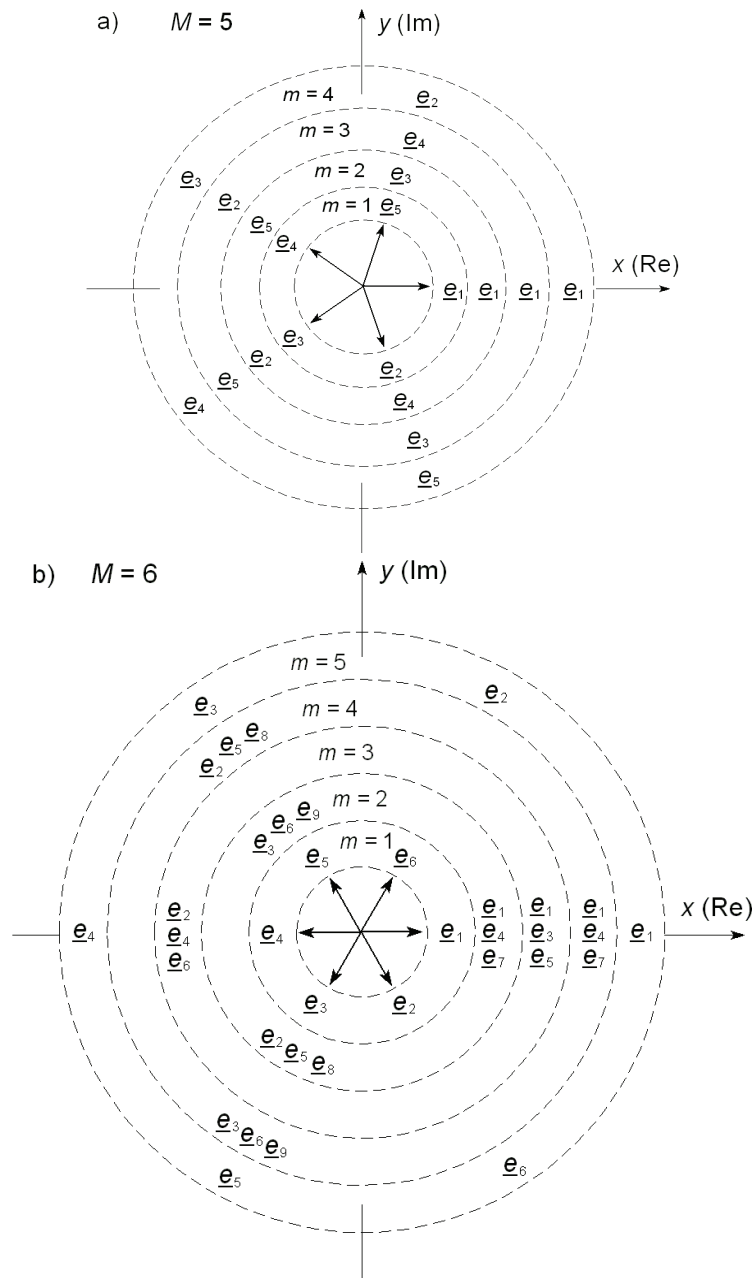 a) M = 5
y (Im)
m = 4
e2
m = 3
e4
e3
m = 2
e3
e2
m = 1
e5
e5
e4
x (Re)
e1 e1 e1 e1
e3
e2
e2
e5
e4
e4
e3
e5
b) M = 6
y (Im)
m = 5
e3
e2
m = 4
e2 e5 e8
m = 3
m = 2
e3 e6 e9
m = 1
e5
e6
x (Re)
e2
e1 e1 e1
e4
e4
e4
e1
e4
e3
e4
e1
e6
e7 e5 e7
e3
e2
e2 e5 e8
e3 e6 e9
e5
e6